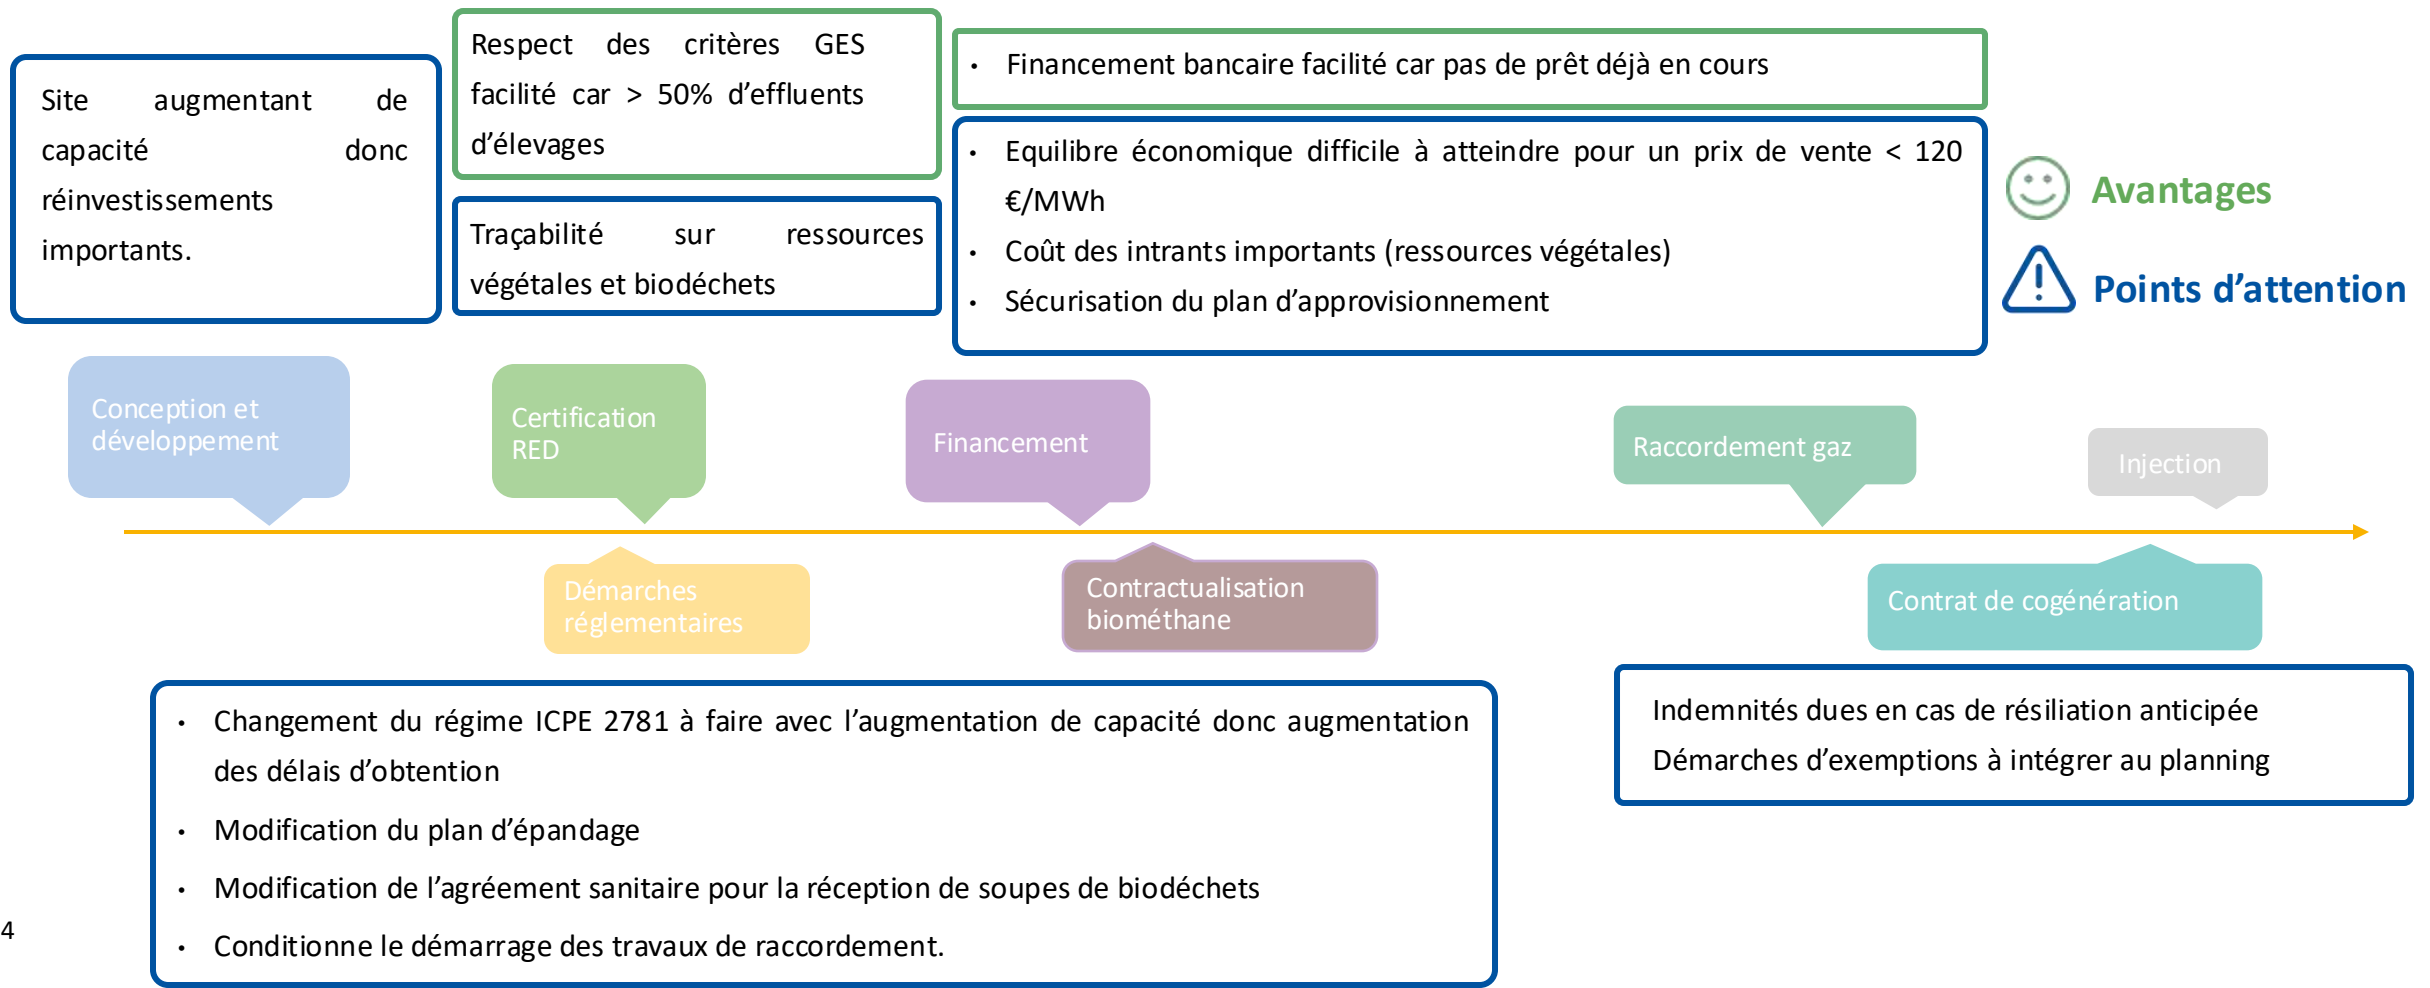 Site augmentant de
capacité donc
réinvestissements
importants.
Respect des critères GES
facilité car > 50% d’effluents
d’élevages
Traçabilité sur ressources
végétales et biodéchets
• Financement bancaire facilité car pas de prêt déjà en cours
• Equilibre économique difficile à atteindre pour un prix de vente < 120
€/MWh
• Coût des intrants importants (ressources végétales)
• Sécurisation du plan d’approvisionnement
Avantages
Points d’attention
Conception et
développement
Certification
RED
Financement
Raccordement gaz
Injection
Démarches
réglementaires
Contractualisation
biométhane
Contrat de cogénération
• Changement du régime ICPE 2781 à faire avec l’augmentation de capacité donc augmentation
des délais d’obtention
• Modification du plan d’épandage
• Modification de l’agréement sanitaire pour la réception de soupes de biodéchets
• Conditionne le démarrage des travaux de raccordement.
Indemnités dues en cas de résiliation anticipée
Démarches d’exemptions à intégrer au planning
4